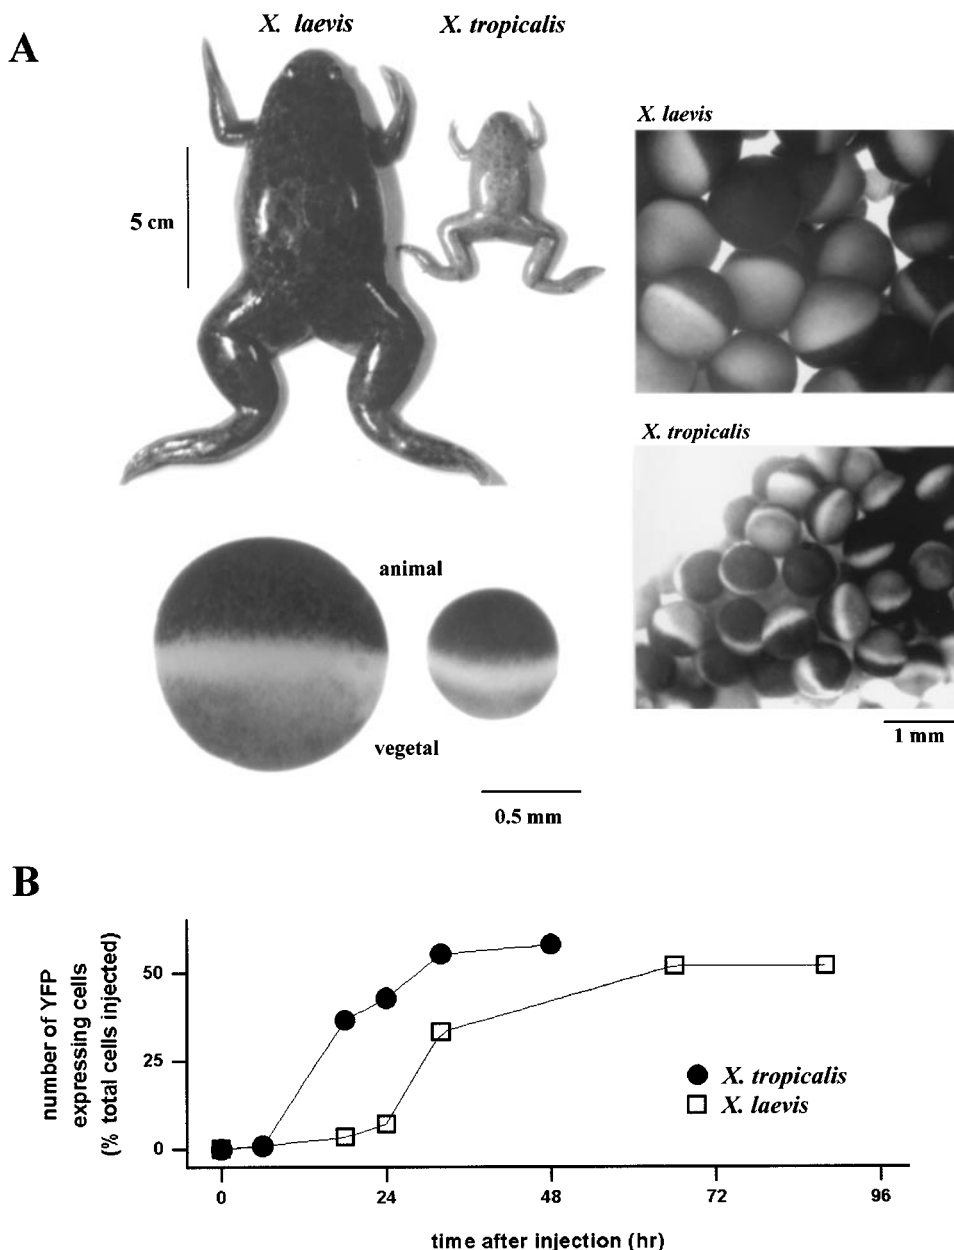 A
X. laevis
X. tropicalis
5 cm
X. laevis
X. tropicalis
animal
vegetal
1 mm
0.5 mm
B
number of YFP
expressing cells
(% total cells injected)
50
25
0
X. tropicalis
X. laevis
0
24
48
72
96
time after injection (hr)